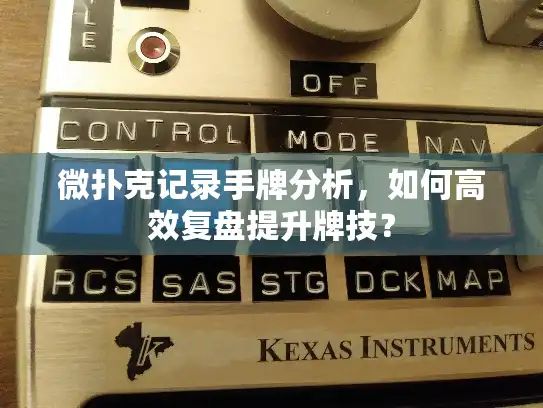 YLE
OFF
CONTROL MODE NAV
微扑克记录手牌分析，如何高
效复盘提升牌技？
RCS SAS STG DCK MAP
KEXAS INSTRUMENTS